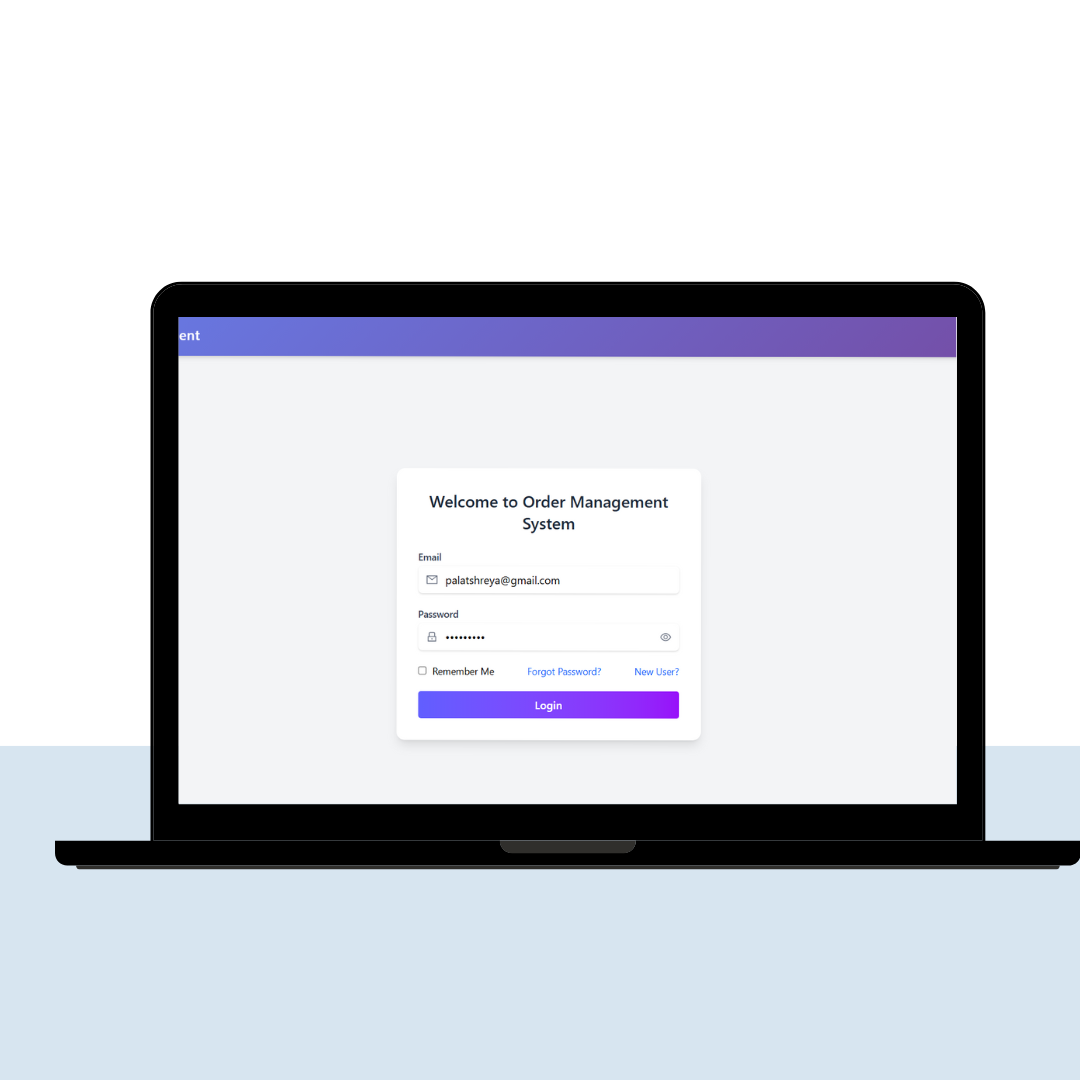 ent
Welcome to Order Management
System
Email
palatshreya@gmail.com
Password
•••••••••
Remember Me Forgot Password? New User?
Login